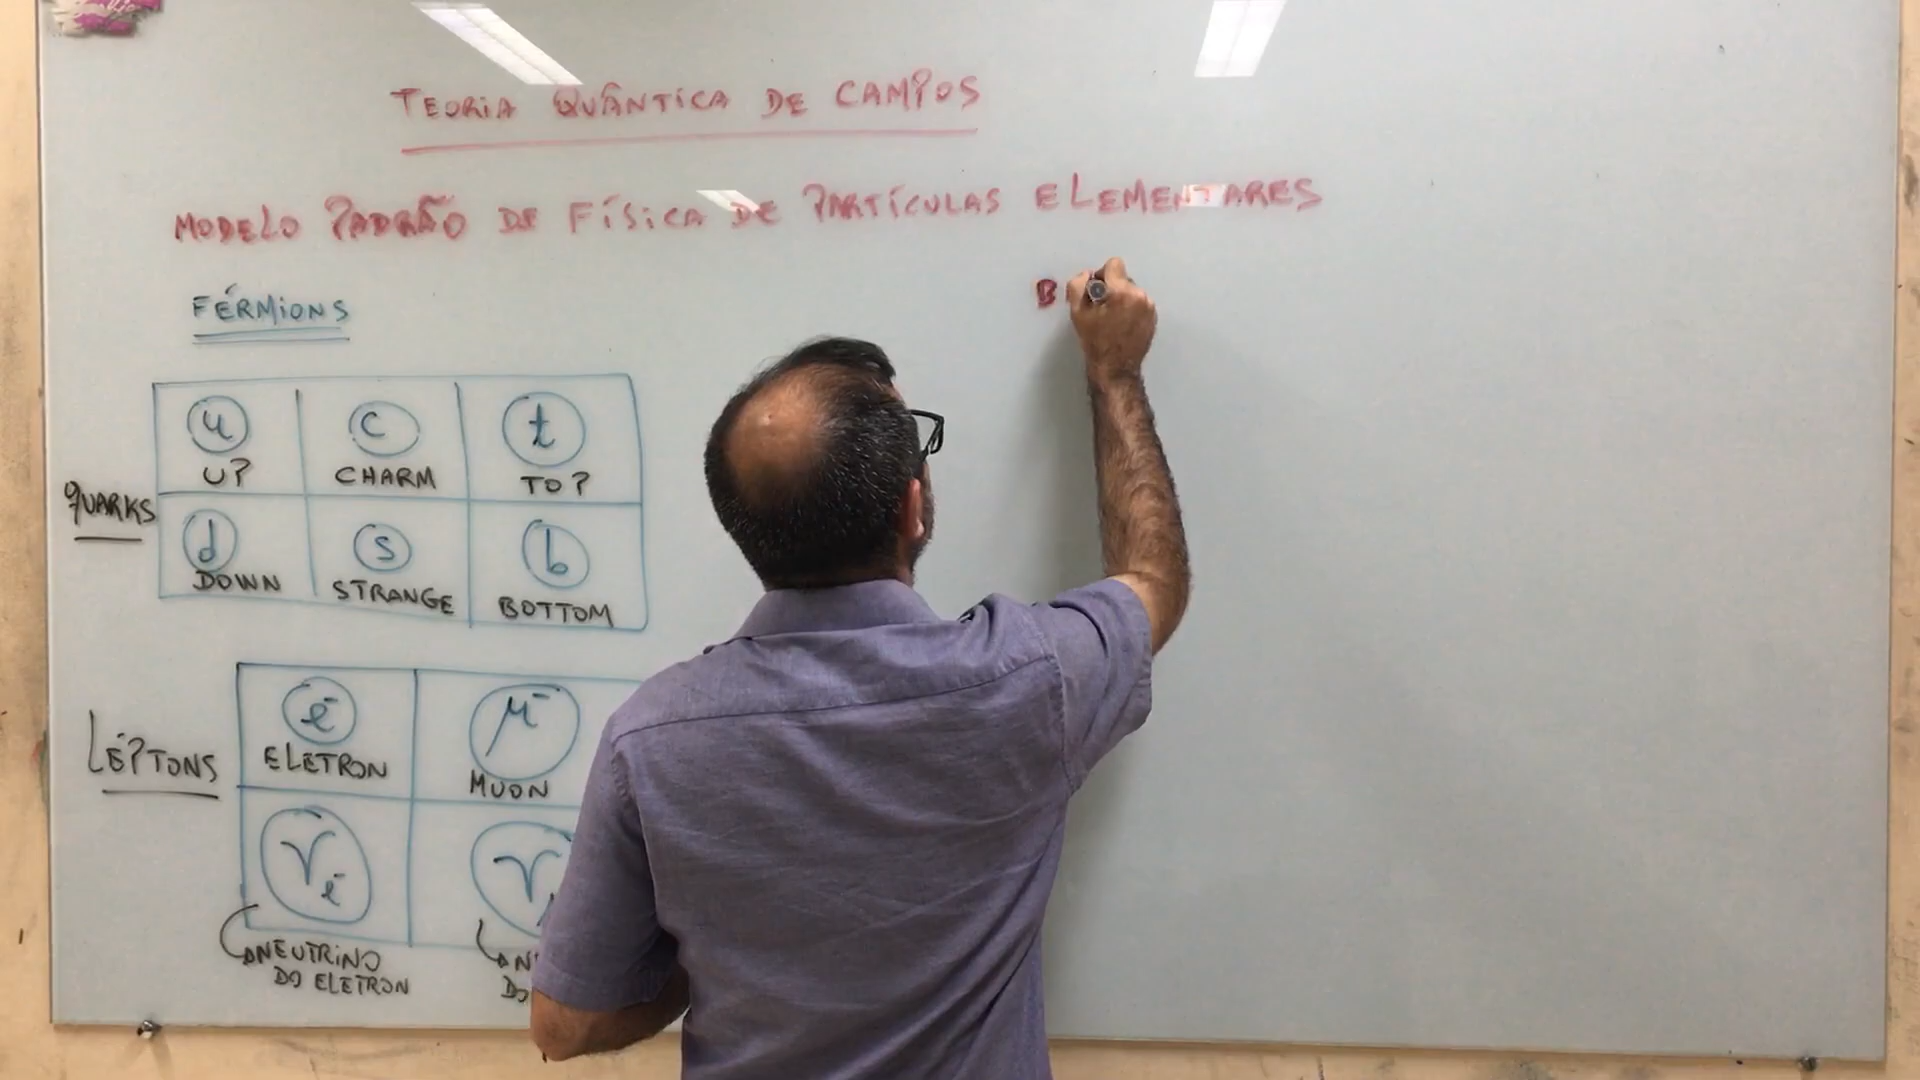 TEORIA QUÂNTICA DE CAMPOS
MODELO PADRÃO DE FÍSICA DE PARTÍCULAS ELEMENTARES
FÉRMIONS
B
u
c
t
UP
CHARM
TOP
QUARKS
d
s
b
DOWN
STRANGE
BOTTOM
e⁻
μ⁻
ELETRON
MUON
LÉPTONS
ν e⁻
ν
NEUTRINO
DO ELETRON